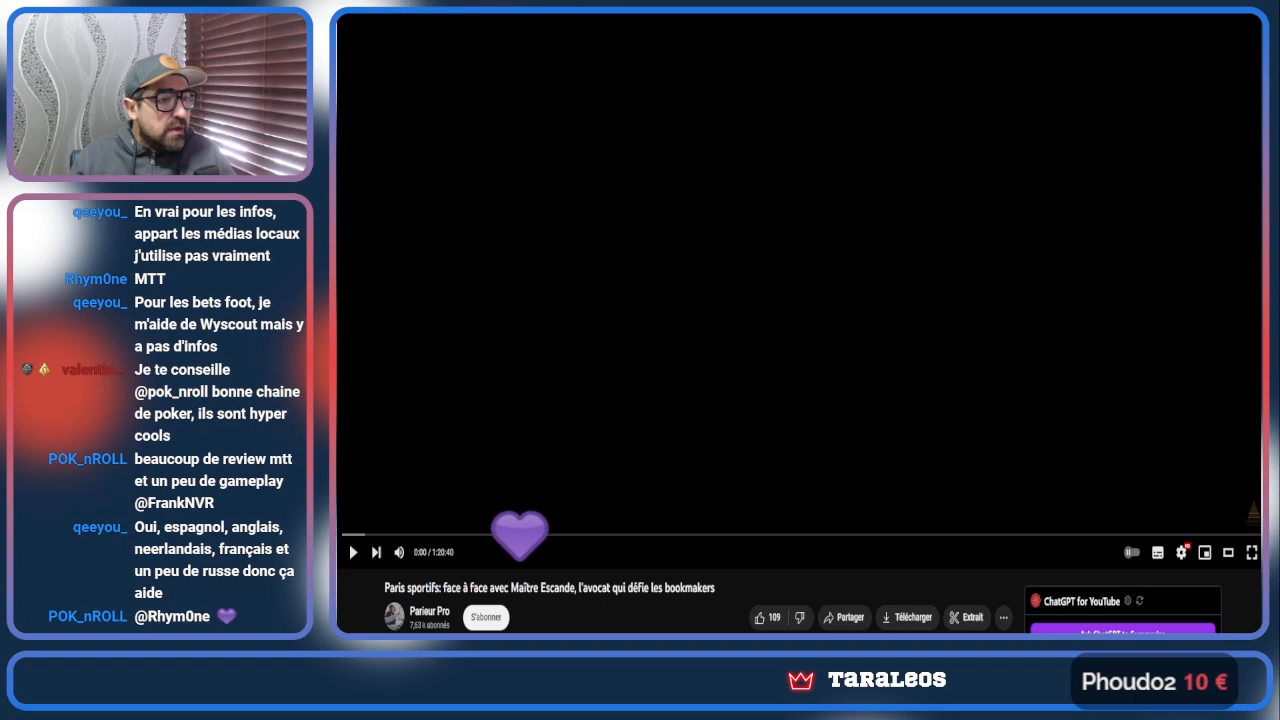 qeeyou_ En vrai pour les infos,
appart les médias locaux
j'utilise pas vraiment
Rhym0ne MTT
qeeyou_ Pour les bets foot, je
m'aide de Wyscout mais y
a pas d'infos
valentin... Je te conseille
@pok_nroll bonne chaine
de poker, ils sont hyper
cools
POK_nROLL beaucoup de review mtt
et un peu de gameplay
@FrankNVR
qeeyou_ Oui, espagnol, anglais,
neerlandais, français et
un peu de russe donc ça
aide
POK_nROLL @Rhym0ne
0:00 / 1:20:40
Paris sportifs: face à face avec Maître Escande, l'avocat qui défie les bookmakers
Parieur Pro
7,63 k abonnés
S'abonner
109
Partager
Télécharger
Extrait
ChatGPT for YouTube
TARALEOS
Phoudo2 10 €